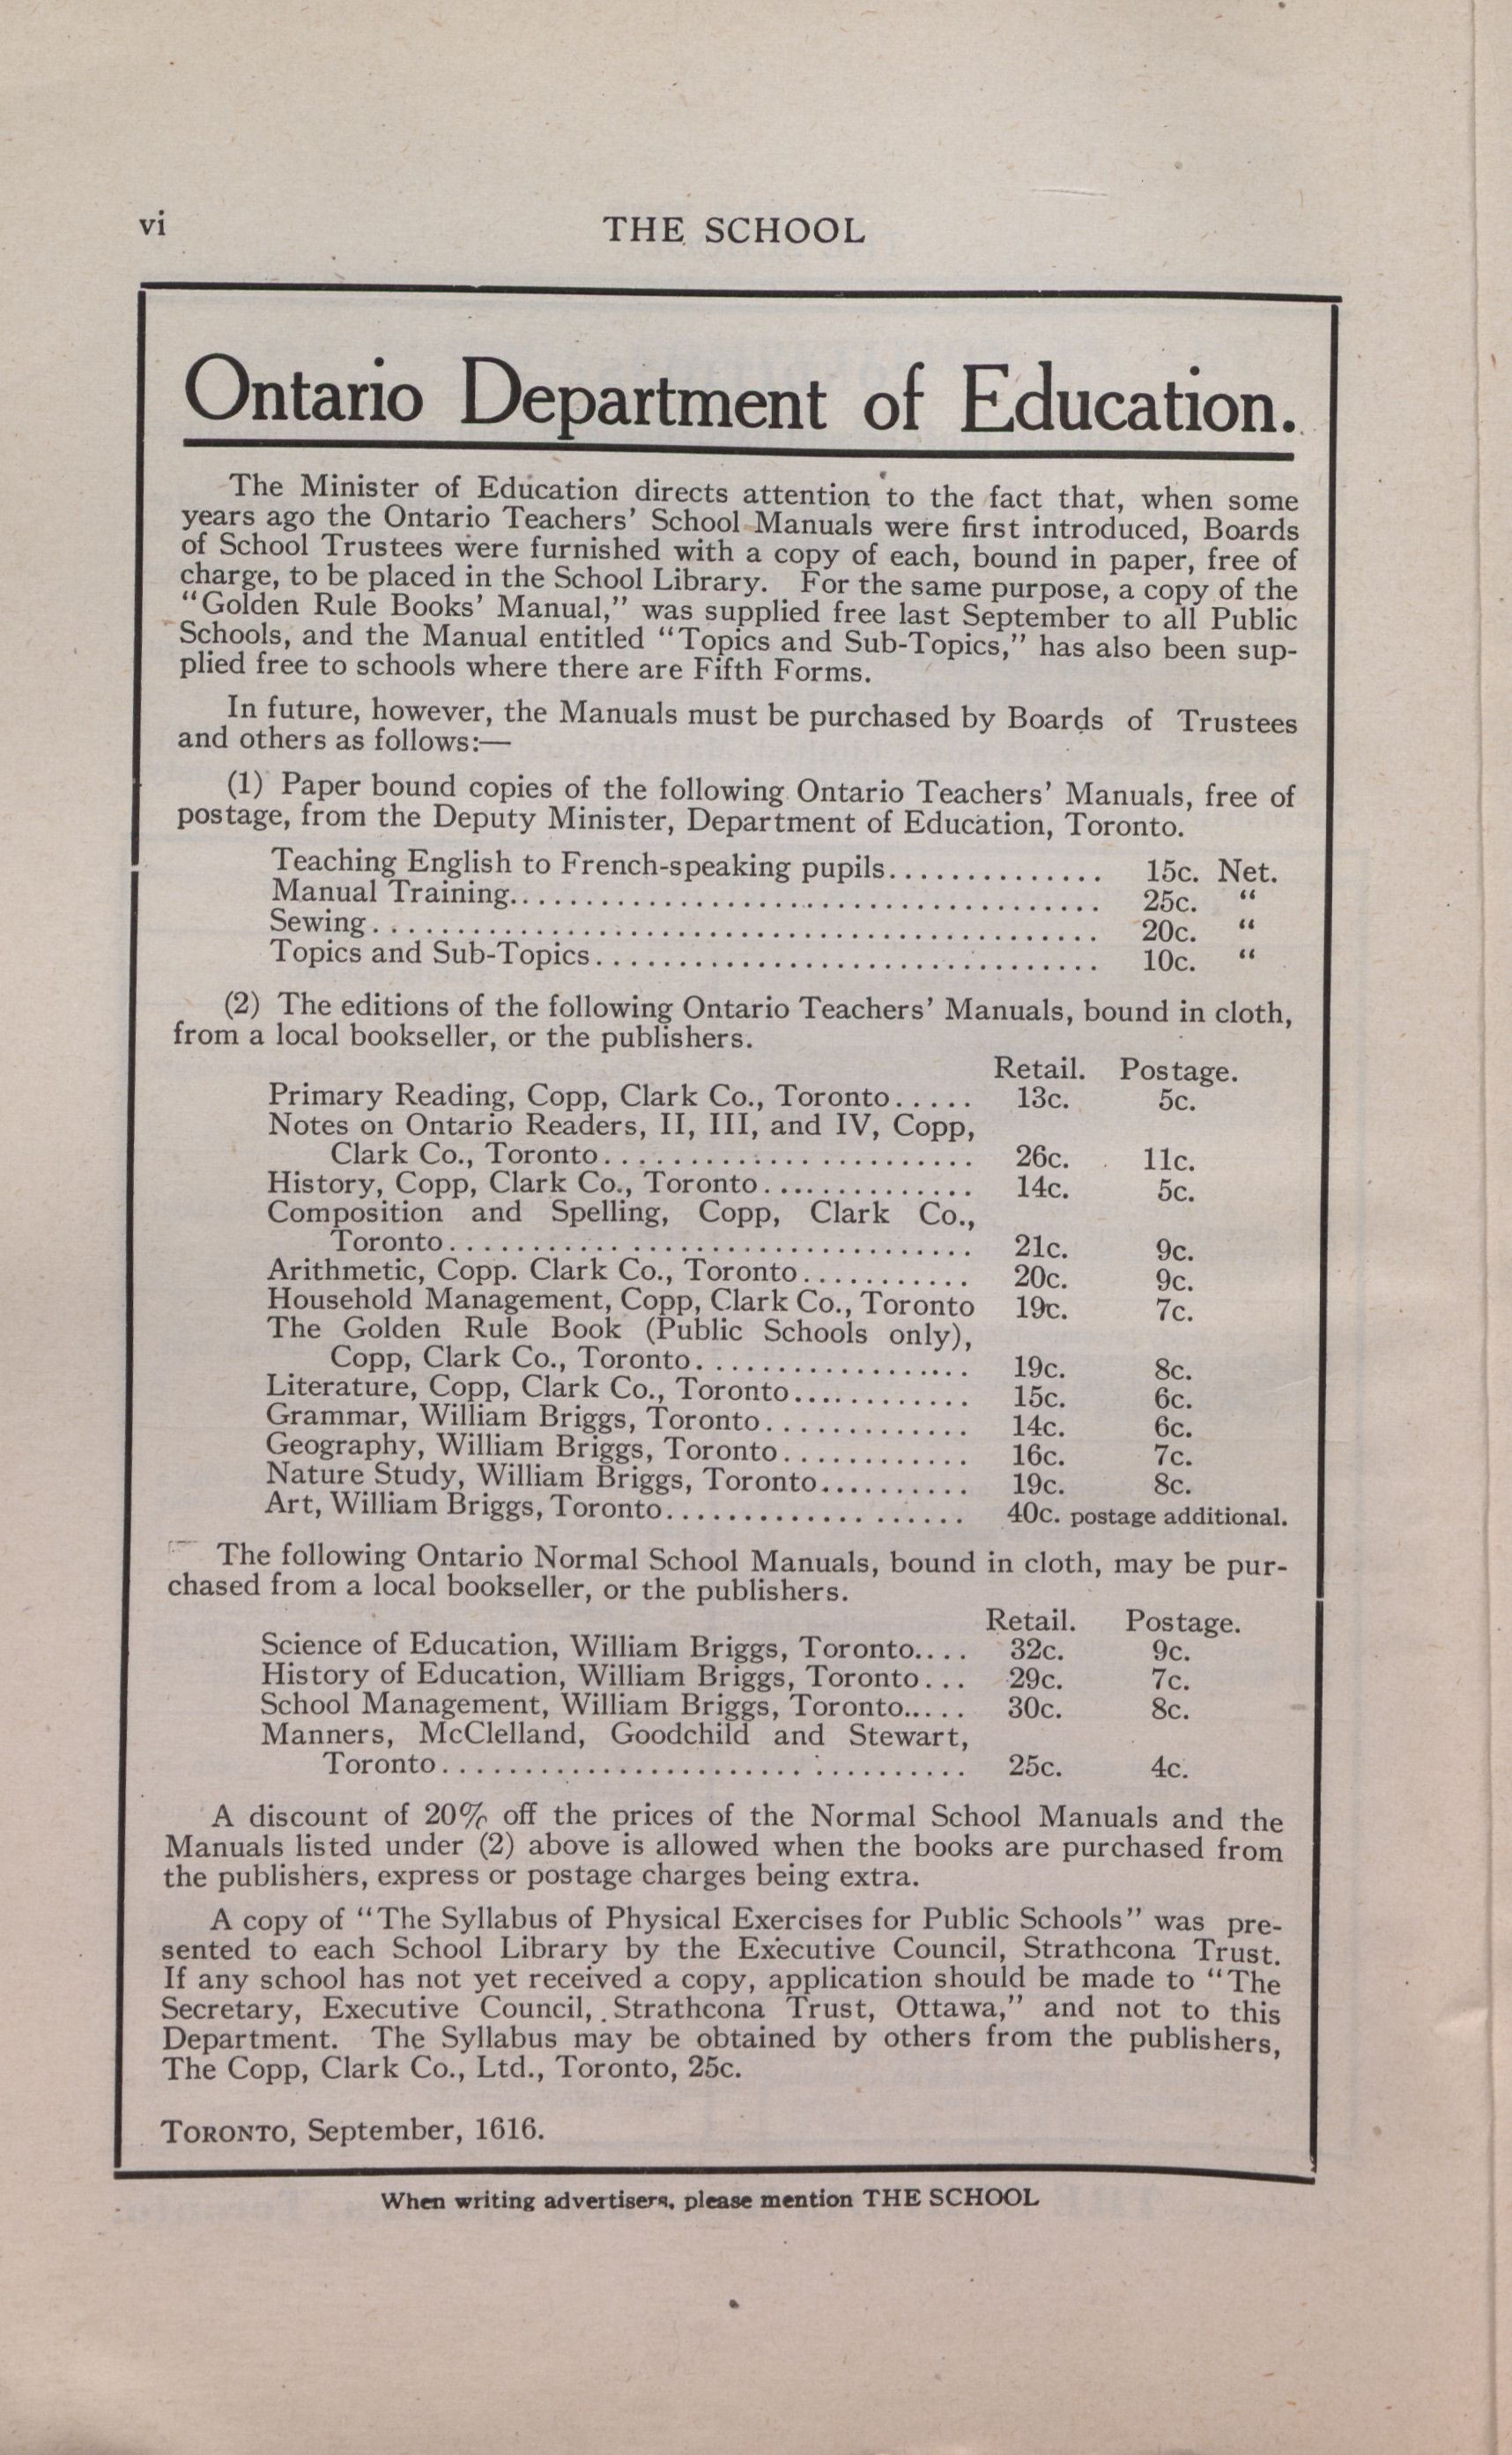 vi
THE SCHOOL
Ontario Department of Education.
The Minister of Education directs attention to the fact that, when some
years ago the Ontario Teachers' School Manuals were first introduced, Boards
of School Trustees were furnished with a copy of each, bound in paper, free of
charge, to be placed in the School Library. For the same purpose, a copy of the
"Golden Rule Books' Manual," was supplied free last September to all Public
Schools, and the Manual entitled "Topics and Sub-Topics," has also been sup-
plied free to schools where there are Fifth Forms.
In future, however, the Manuals must be purchased by Boards of Trustees
and others as follows:—
(1) Paper bound copies of the following Ontario Teachers' Manuals, free of
postage, from the Deputy Minister, Department of Education, Toronto.
Teaching English to French-speaking pupils.............. 15c. Net.
Manual Training.......................................... 25c. "
Sewing.................................................... 20c. "
Topics and Sub-Topics.................................... 10c. "
(2) The editions of the following Ontario Teachers' Manuals, bound in cloth,
from a local bookseller, or the publishers.
Retail. Postage.
Primary Reading, Copp, Clark Co., Toronto..... 13c. 5c.
Notes on Ontario Readers, II, III, and IV, Copp,
Clark Co., Toronto....................... 26c. 11c.
History, Copp, Clark Co., Toronto............... 14c. 5c.
Composition and Spelling, Copp, Clark Co.,
Toronto.................................. 21c. 9c.
Arithmetic, Copp. Clark Co., Toronto............ 20c. 9c.
Household Management, Copp, Clark Co., Toronto 19c. 7c.
The Golden Rule Book (Public Schools only),
Copp, Clark Co., Toronto.................. 19c. 8c.
Literature, Copp, Clark Co., Toronto............. 15c. 6c.
Grammar, William Briggs, Toronto.............. 14c. 6c.
Geography, William Briggs, Toronto............. 16c. 7c.
Nature Study, William Briggs, Toronto.......... 19c. 8c.
Art, William Briggs, Toronto................... 40c. postage additional.
The following Ontario Normal School Manuals, bound in cloth, may be pur-
chased from a local bookseller, or the publishers.
Retail. Postage.
Science of Education, William Briggs, Toronto.... 32c. 9c.
History of Education, William Briggs, Toronto... 29c. 7c.
School Management, William Briggs, Toronto..... 30c. 8c.
Manners, McClelland, Goodchild and Stewart,
Toronto.................................. 25c. 4c.
A discount of 20% off the prices of the Normal School Manuals and the
Manuals listed under (2) above is allowed when the books are purchased from
the publishers, express or postage charges being extra.
A copy of "The Syllabus of Physical Exercises for Public Schools" was pre-
sented to each School Library by the Executive Council, Strathcona Trust.
If any school has not yet received a copy, application should be made to "The
Secretary, Executive Council, Strathcona Trust, Ottawa," and not to this
Department. The Syllabus may be obtained by others from the publishers,
The Copp, Clark Co., Ltd., Toronto, 25c.
TORONTO, September, 1616.
When writing advertisers, please mention THE SCHOOL